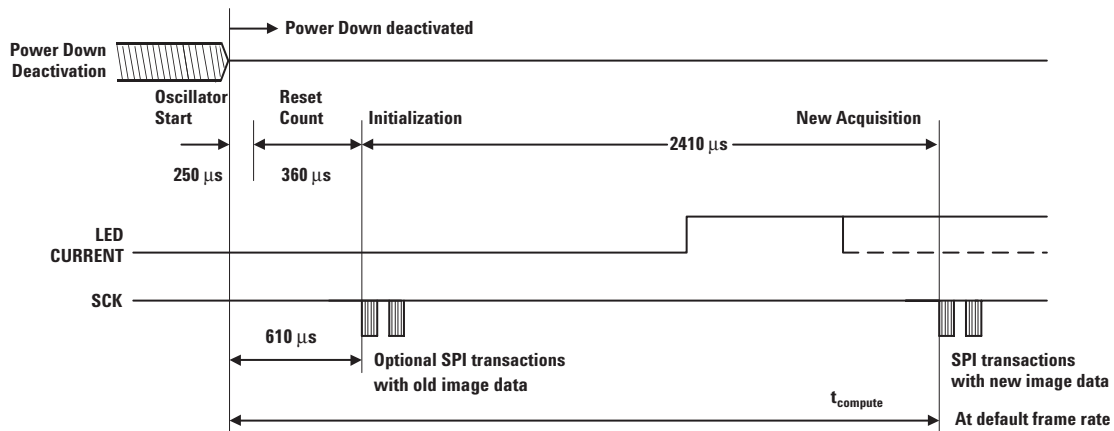 Power Down deactivated
Power Down
Deactivation
Oscillator
Start
Reset
Count
Initialization
New Acquisition
2410 μs
250 μs
360 μs
LED
CURRENT
SCK
610 μs
Optional SPI transactions
with old image data
SPI transactions
with new image data
tcompute
At default frame rate